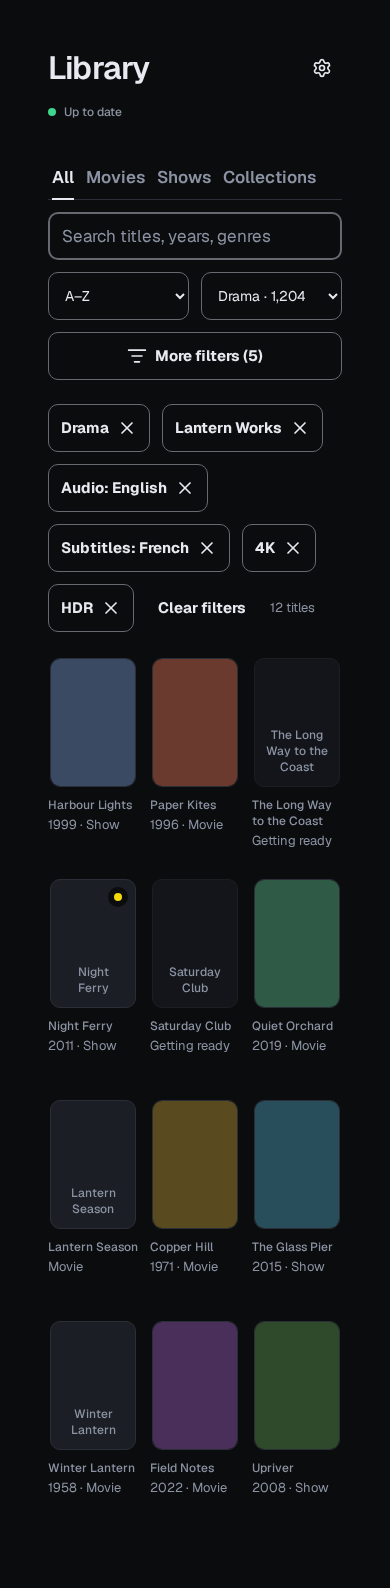 Library
Up to date
All Movies Shows Collections
Search titles, years, genres
A–Z Drama · 1,204
More filters (5)
Drama Lantern Works
Audio: English
Subtitles: French 4K
HDR Clear filters 12 titles
The Long
Way to the
Coast
Harbour Lights Paper Kites The Long Way
1999 · Show 1996 · Movie to the Coast
Getting ready
Night Saturday
Ferry Club
Night Ferry Saturday Club Quiet Orchard
2011 · Show Getting ready 2019 · Movie
Lantern
Season
Lantern Season Copper Hill The Glass Pier
Movie 1971 · Movie 2015 · Show
Winter
Lantern
Winter Lantern Field Notes Upriver
1958 · Movie 2022 · Movie 2008 · Show